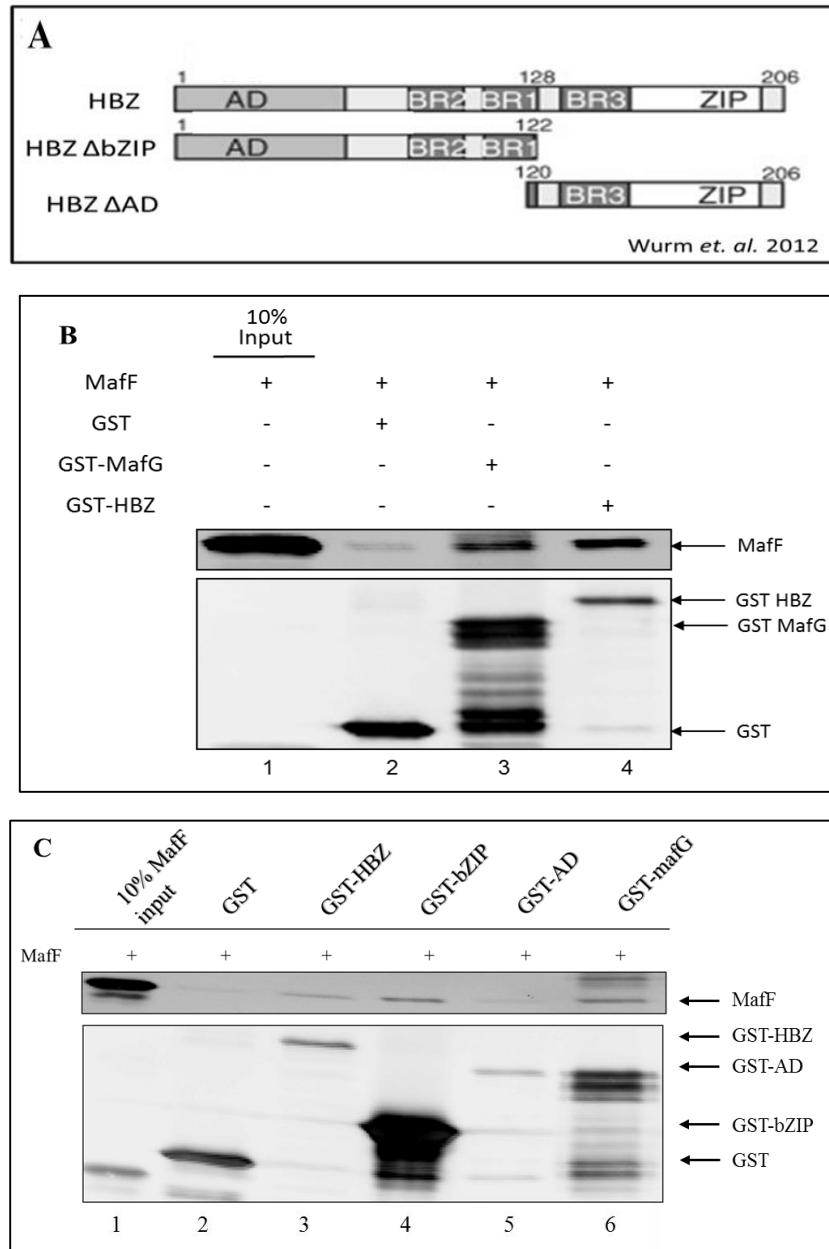 A
1 128 206
HBZ AD BR2 BR1 BR3 ZIP
1 122
HBZ ΔbZIP AD BR2 BR1
120 206
HBZ ΔAD BR3 ZIP
Wurm et. al. 2012
B
10%
Input
MafF + + + +
GST - + - -
GST-MafG - - + -
GST-HBZ - - - +
MafF
GST HBZ
GST MafG
GST
1 2 3 4
C
10% MafF
input
GST
GST-HBZ
GST-bZIP
GST-AD
GST-mafG
MafF + + + + + +
MafF
GST-HBZ
GST-AD
GST-bZIP
GST
1 2 3 4 5 6